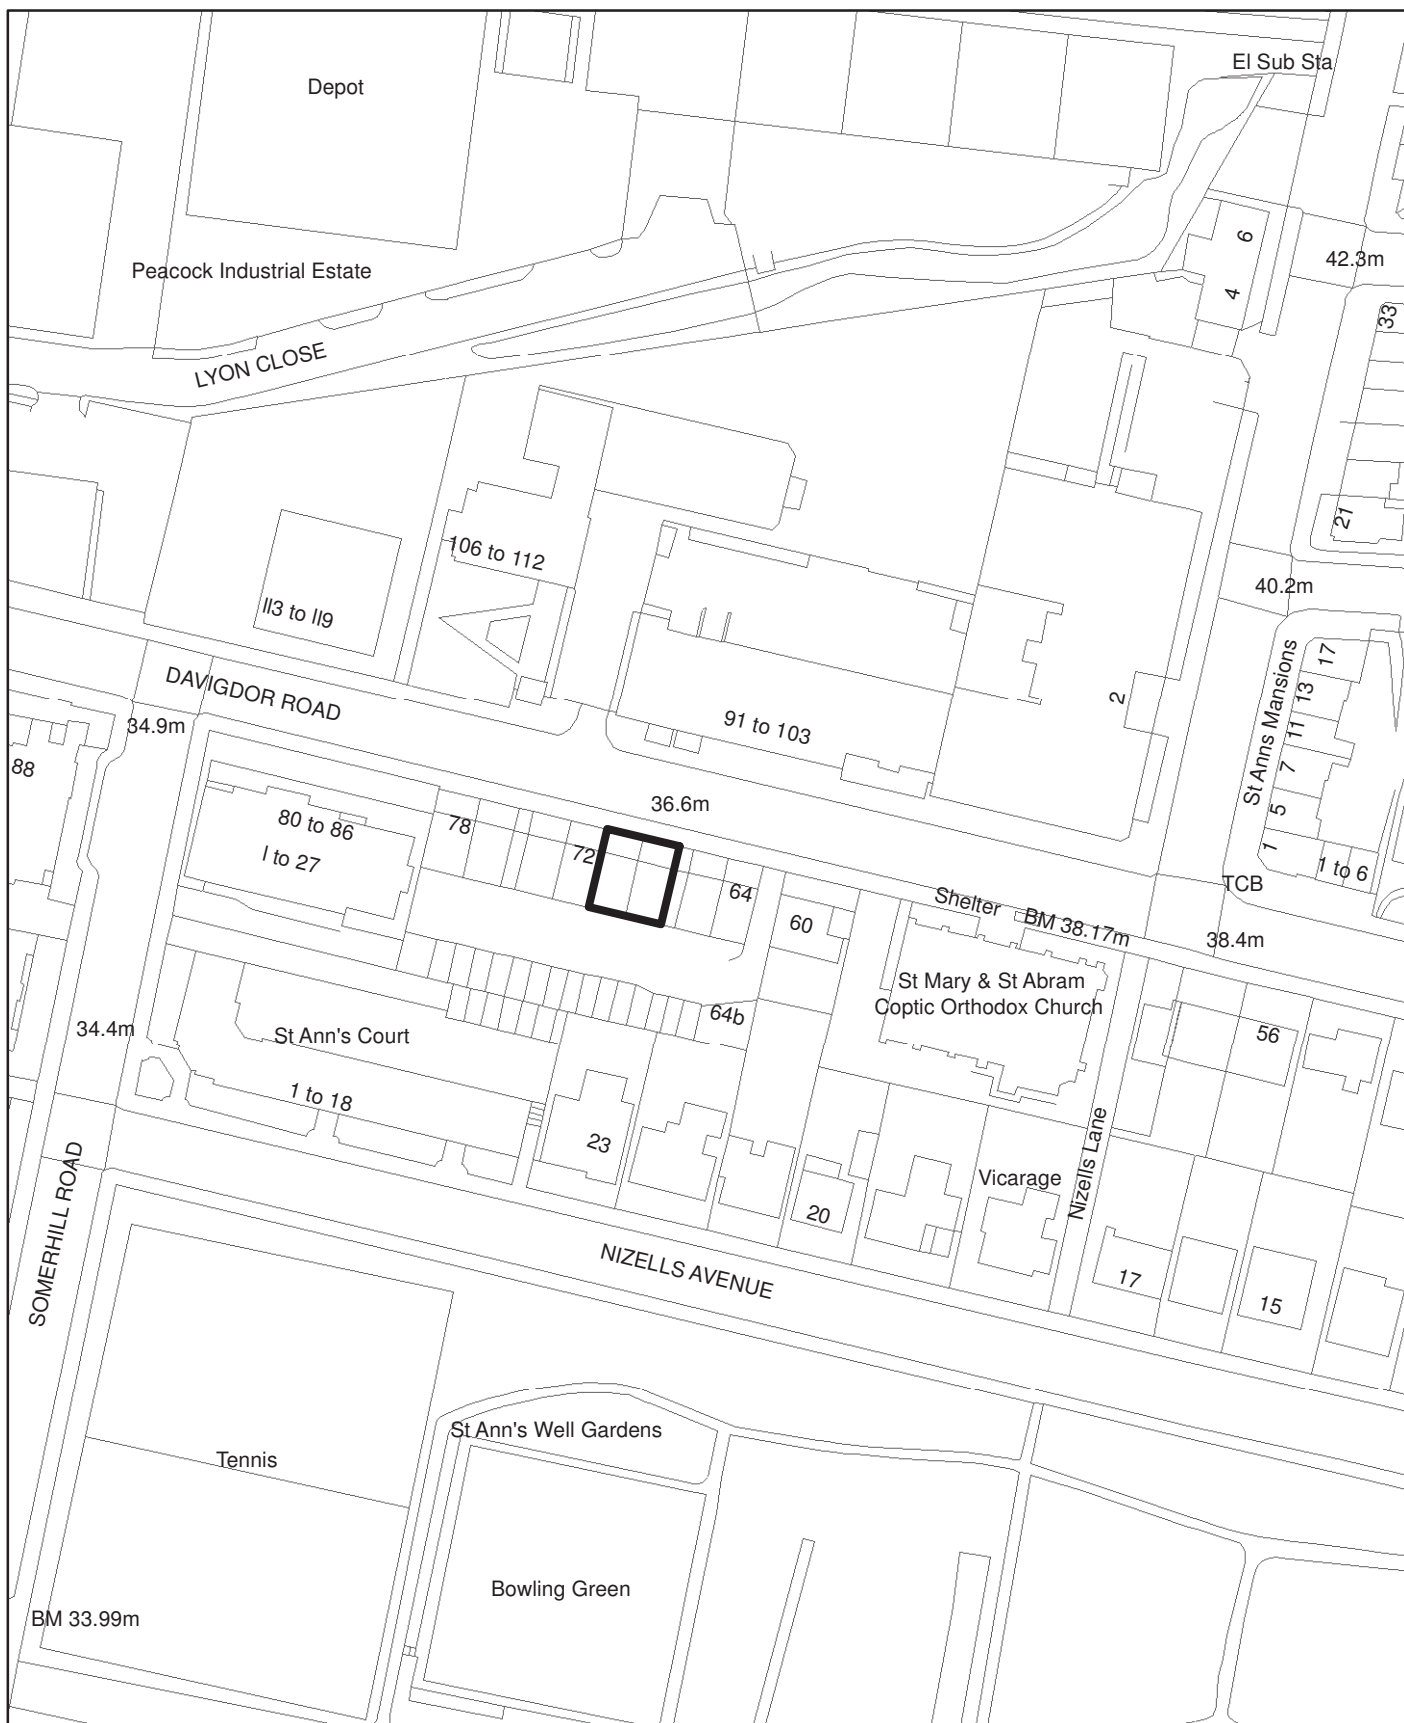 El Sub Sta
Depot
6
42.3m
Peacock Industrial Estate
4
33
LYON CLOSE
21
106 to 112
40.2m
II3 to II9
17
DAVIGDOR ROAD
13
2
St Anns Mansions
11
34.9m
91 to 103
7
88
36.6m
5
80 to 86
78
1
I to 27
72
1 to 6
64
TCB
Shelter
60
BM 38.17m
38.4m
St Mary & St Abram
Coptic Orthodox Church
64b
34.4m
St Ann's Court
56
1 to 18
23
Nizells Lane
Vicarage
SOMERHILL ROAD
20
NIZELLS AVENUE
17
15
St Ann's Well Gardens
Tennis
Bowling Green
BM 33.99m